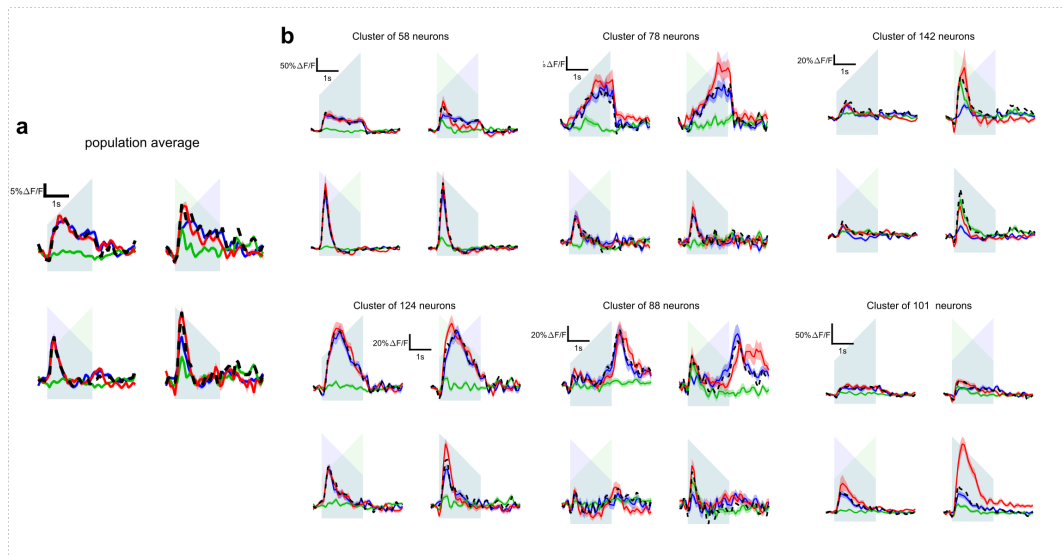 b
Cluster of 58 neurons
Cluster of 78 neurons
Cluster of 142 neurons
50% ΔF/F
1s
ΔF/F
1s
20% ΔF/F
1s
a
population average
5% ΔF/F
1s
Cluster of 124 neurons
Cluster of 88 neurons
Cluster of 101 neurons
20% ΔF/F
1s
20% ΔF/F
1s
50% ΔF/F
1s